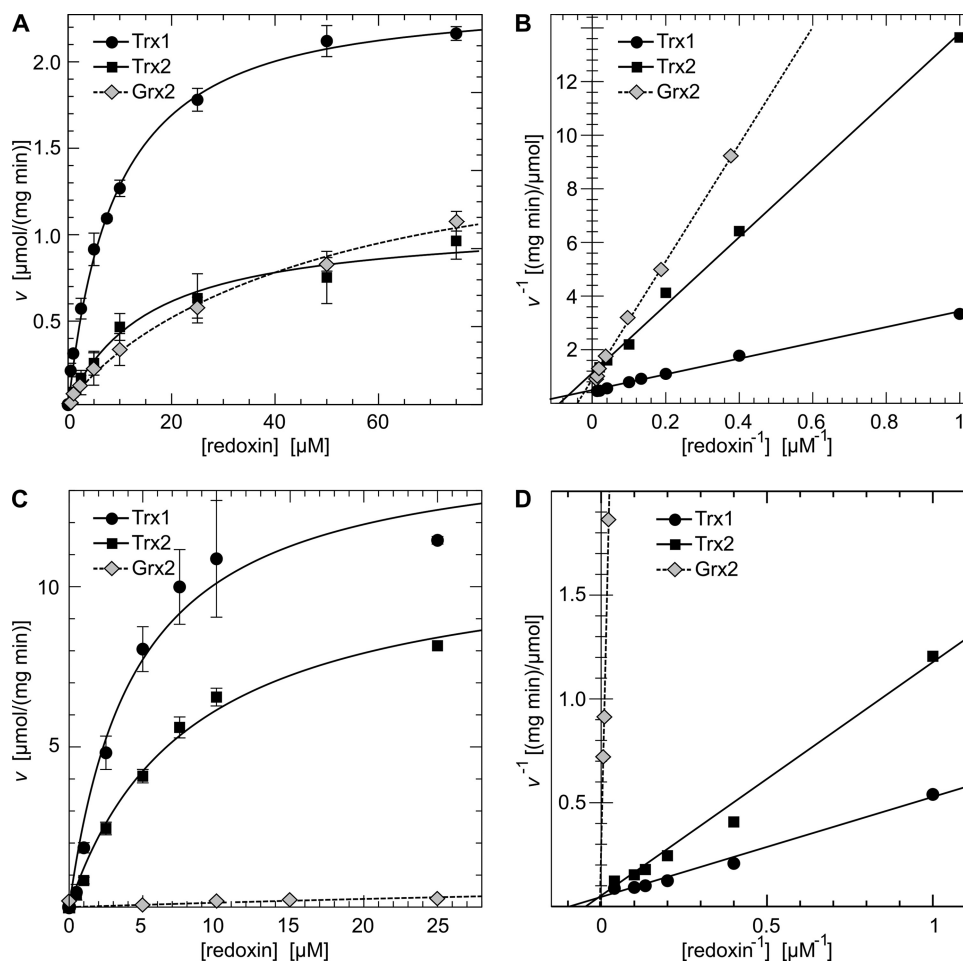 A
Trx1
Trx2
Grx2
2.0
1.5
1.0
0.5
v [µmol/(mg min)]
0 20 40 60
[redoxin] [µM]
B
Trx1
Trx2
Grx2
12
10
8
6
4
2
v-1 [(mg min)/µmol]
0 0.2 0.4 0.6 0.8 1
[redoxin-1] [µM-1]
C
Trx1
Trx2
Grx2
10
5
v [µmol/(mg min)]
0 5 10 15 20 25
[redoxin] [µM]
D
Trx1
Trx2
Grx2
1.5
1.0
0.5
v-1 [(mg min)/µmol]
0 0.5 1
[redoxin-1] [µM-1]